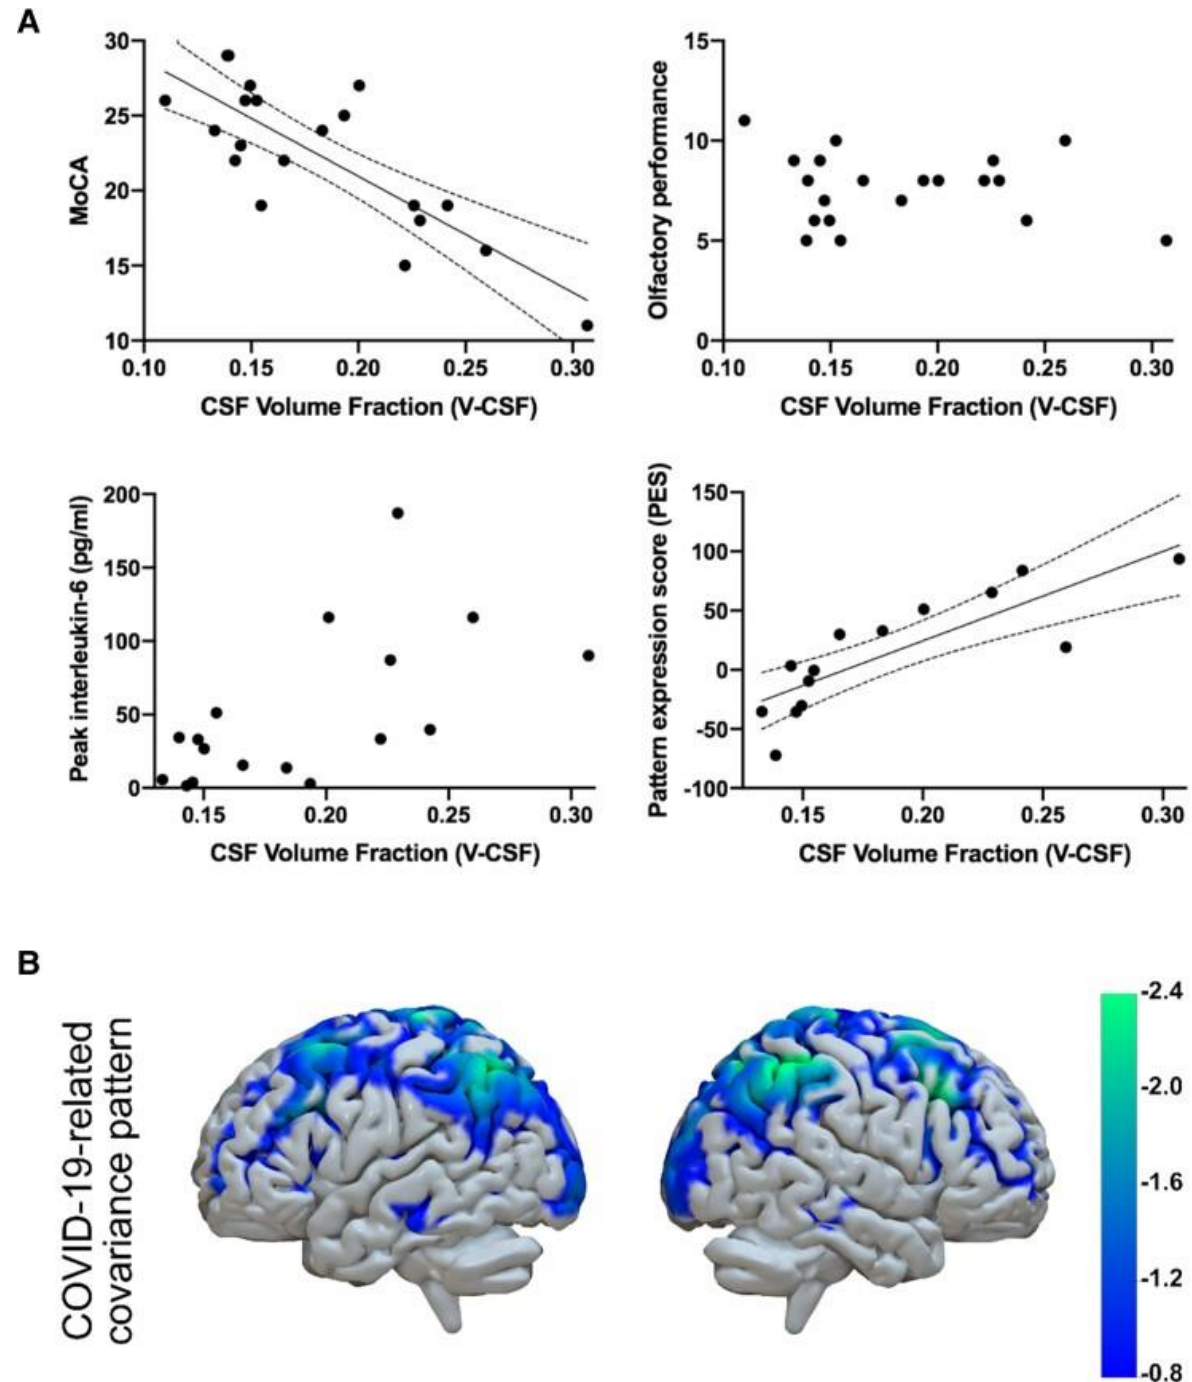 A
30
25
20
15
10
MoCA
0.10 0.15 0.20 0.25 0.30
CSF Volume Fraction (V-CSF)
15
10
5
0
Olfactory performance
0.10 0.15 0.20 0.25 0.30
CSF Volume Fraction (V-CSF)
200
150
100
50
0
Peak interleukin-6 (pg/ml)
0.15 0.20 0.25 0.30
CSF Volume Fraction (V-CSF)
150
100
50
0
-50
-100
Pattern expression score (PES)
0.15 0.20 0.25 0.30
CSF Volume Fraction (V-CSF)
B
COVID-19-related
covariance pattern
-2.4
-2.0
-1.6
-1.2
-0.8